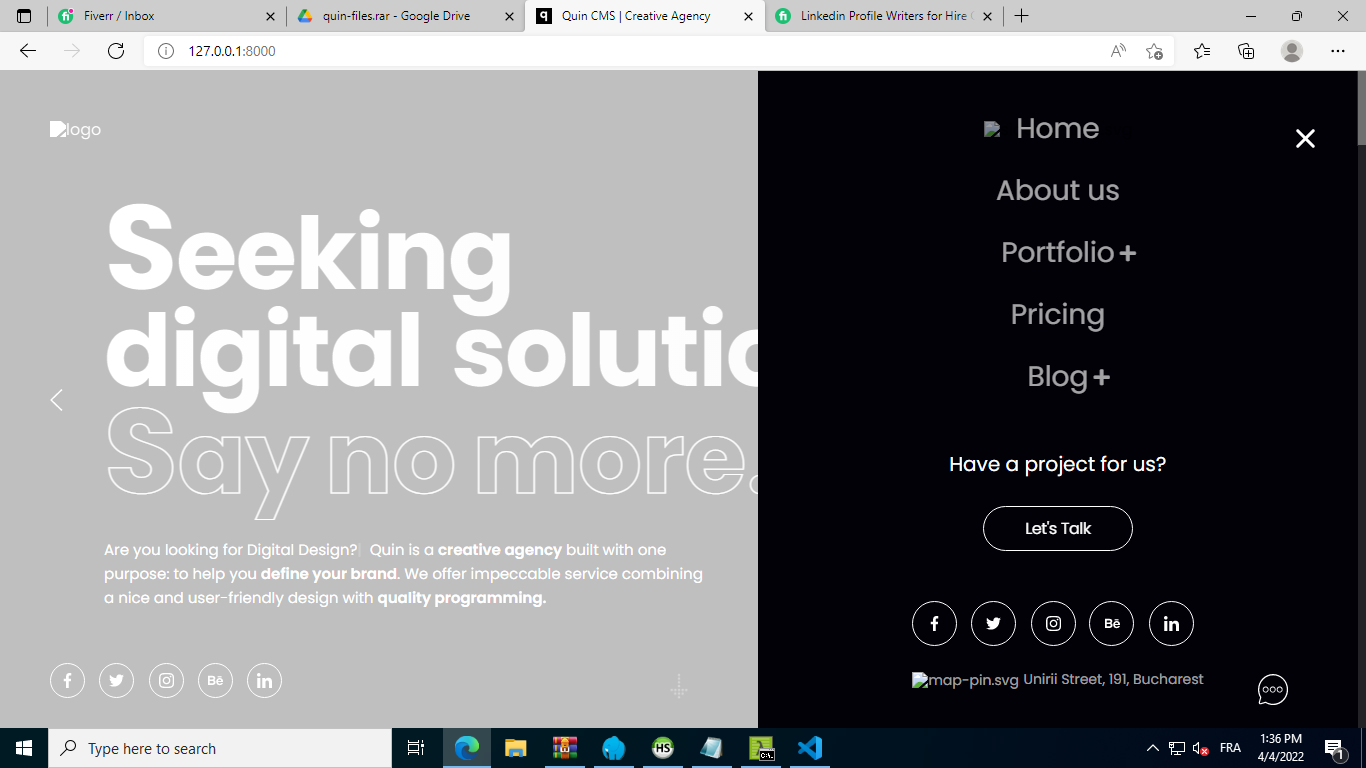 Fiverr / Inbox
quin-files.rar - Google Drive
Quin CMS | Creative Agency
Linkedin Profile Writers for Hire
127.0.0.1:8000
logo
Home
About us
Portfolio
Pricing
Blog
Seeking
digital solutio
Say no more.
Are you looking for Digital Design? Quin is a creative agency built with one
purpose: to help you define your brand. We offer impeccable service combining
a nice and user-friendly design with quality programming.
Bē
Have a project for us?
Let's Talk
Bē
map-pin.svg Unirii Street, 191, Bucharest
Type here to search
HS
C:\.
FRA
1:36 PM
4/4/2022
1